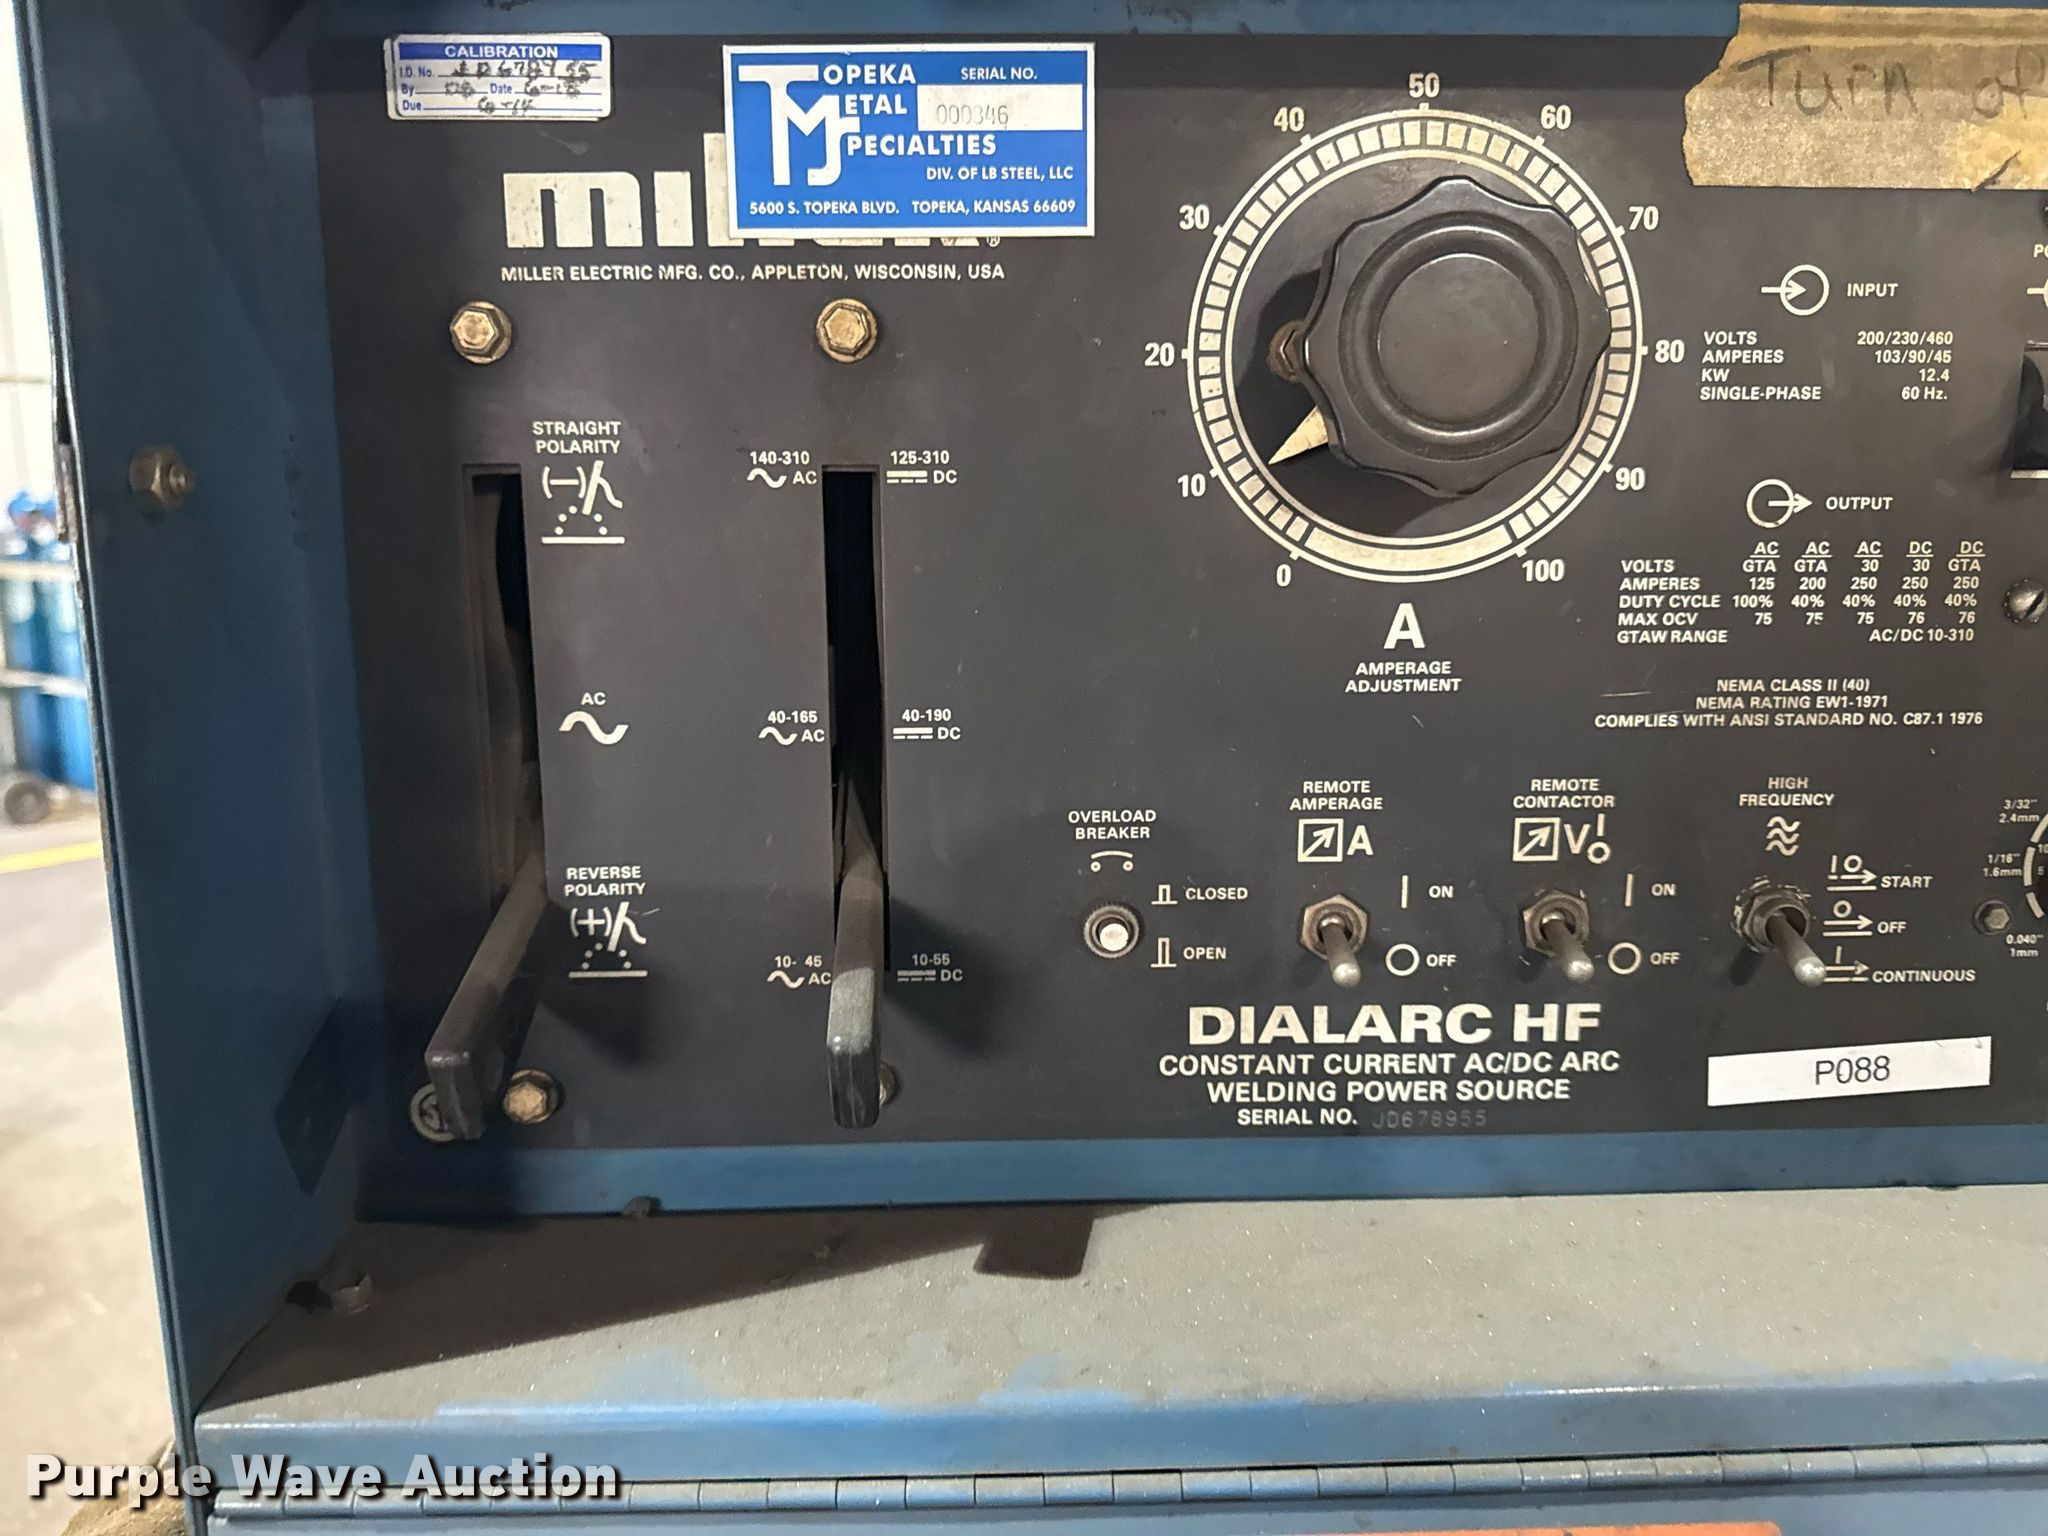 CALIBRATION
I.D. No.
By Date
Due
TOPEKA
METAL
SPECIALTIES
SERIAL NO.
000346
DIV. OF LB STEEL, LLC
5600 S. TOPEKA BLVD. TOPEKA, KANSAS 66609
MILLER ELECTRIC MFG. CO., APPLETON, WISCONSIN, USA
Turn of
STRAIGHT
POLARITY
(—)
AC
REVERSE
POLARITY
(+)
140-310
AC
125-310
DC
40-165
AC
40-190
DC
10- 45
AC
10-55
DC
0
10
20
30
40
50
60
70
80
90
100
A
AMPERAGE
ADJUSTMENT
INPUT
VOLTS 200/230/460
AMPERES 103/90/45
KW 12.4
SINGLE-PHASE 60 Hz.
OUTPUT
AC AC AC DC DC
VOLTS GTA GTA 30 30 GTA
AMPERES 125 200 250 250 250
DUTY CYCLE 100% 40% 40% 40% 40%
MAX OCV 75 75 75 76 76
GTAW RANGE AC/DC 10-310
NEMA CLASS II (40)
NEMA RATING EW1-1971
COMPLIES WITH ANSI STANDARD NO. C87.1 1976
OVERLOAD
BREAKER
CLOSED
OPEN
REMOTE
AMPERAGE
A
ON
OFF
REMOTE
CONTACTOR
V
ON
OFF
HIGH
FREQUENCY
START
OFF
CONTINUOUS
3/32"
2.4mm
1/16"
1.6mm
0.040"
1mm
DIALARC HF
CONSTANT CURRENT AC/DC ARC
WELDING POWER SOURCE
SERIAL NO. JD678955
P088
Purple Wave Auction